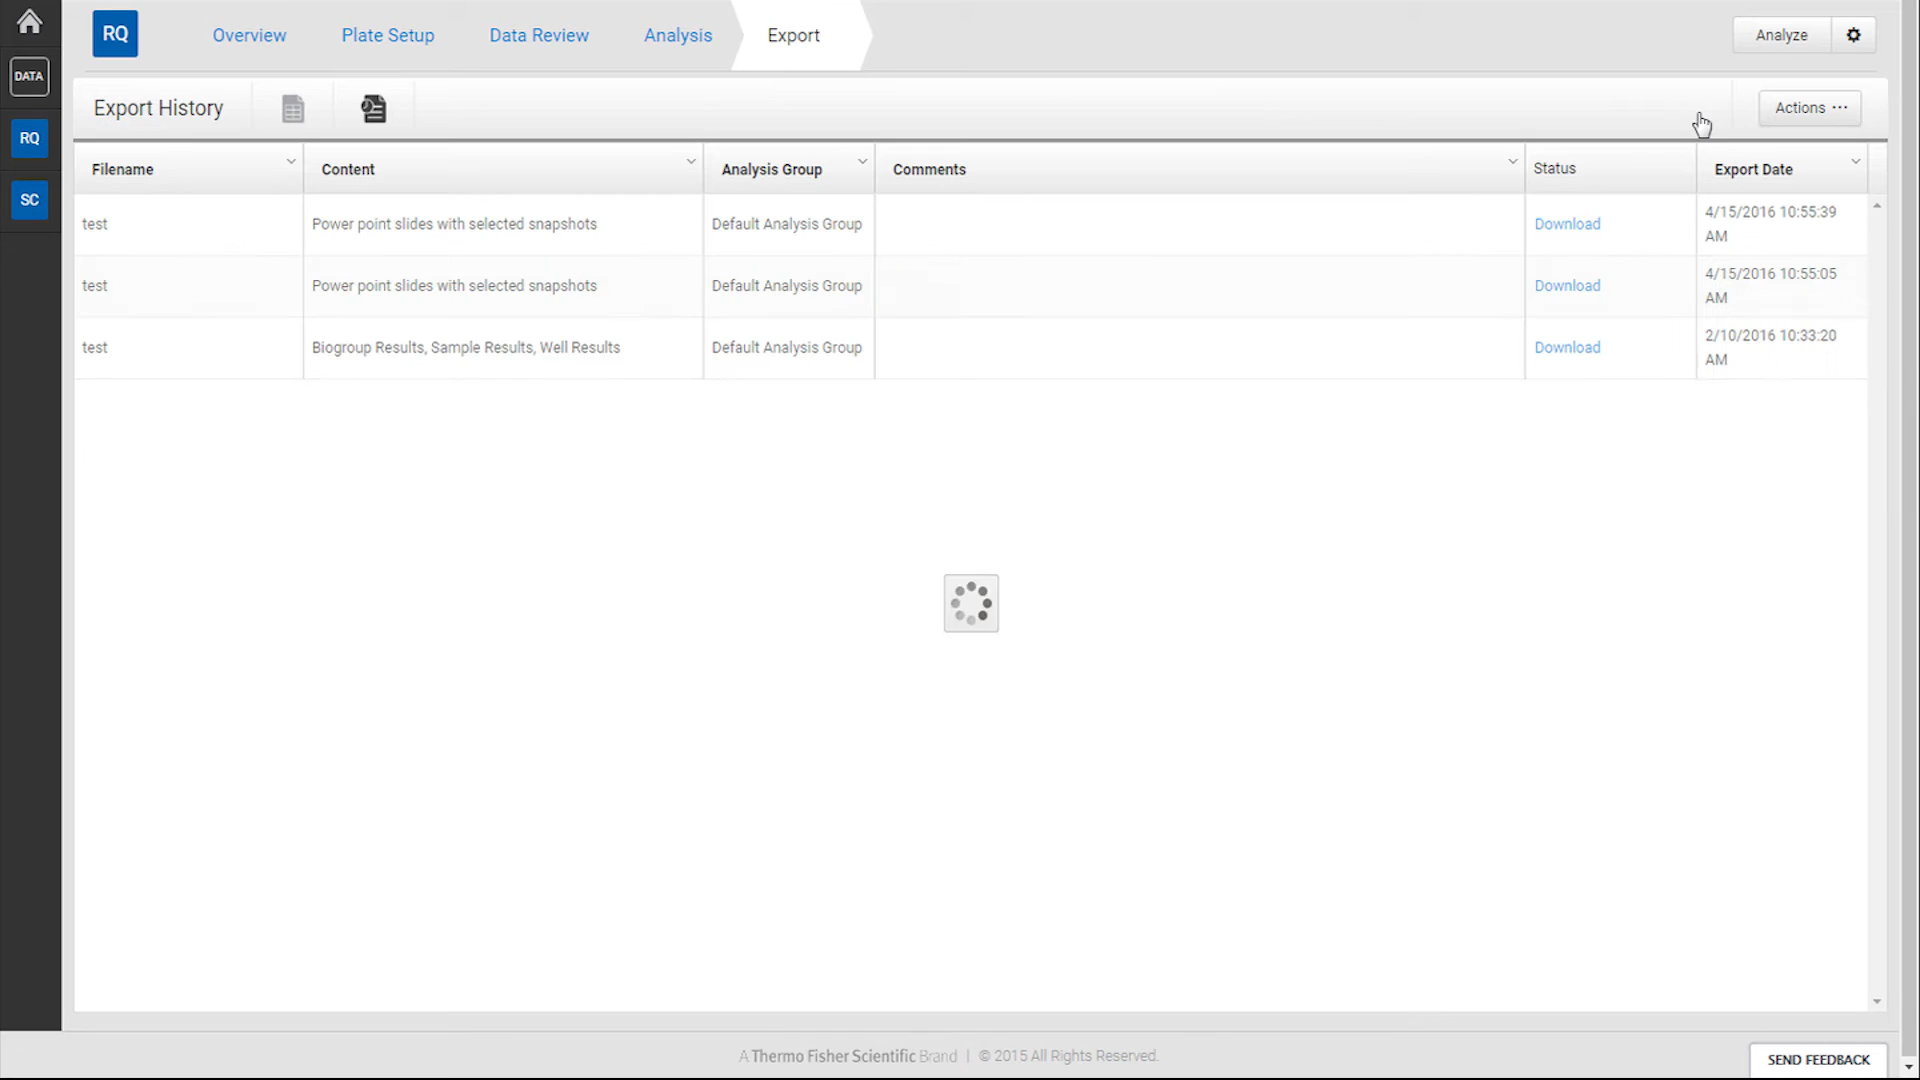 RQ Overview Plate Setup Data Review Analysis Export Analyze
DATA
Export History Actions ...
RQ
Filename Content Analysis Group Comments Status Export Date
SC
test Power point slides with selected snapshots Default Analysis Group Download 4/15/2016 10:55:39
AM
test Power point slides with selected snapshots Default Analysis Group Download 4/15/2016 10:55:05
AM
test Biogroup Results, Sample Results, Well Results Default Analysis Group Download 2/10/2016 10:33:20
AM
A Thermo Fisher Scientific Brand | © 2015 All Rights Reserved.
SEND FEEDBACK